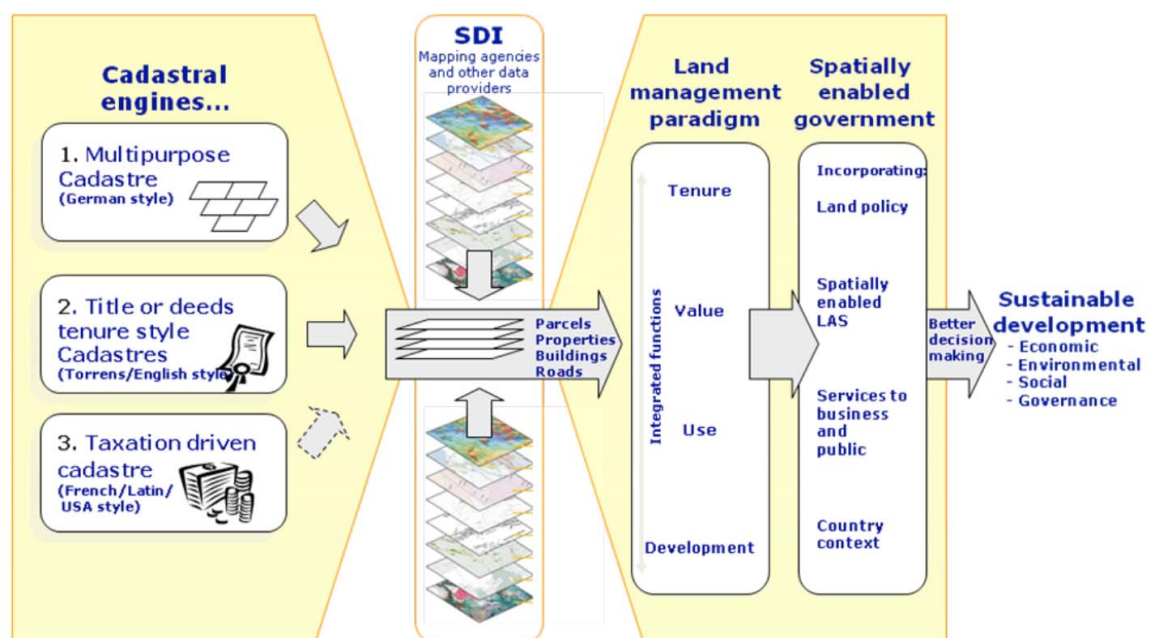 Cadastral
engines...
1. Multipurpose
Cadastre
(German style)
2. Title or deeds
tenure style
Cadastres
(Torrens/English style)
3. Taxation driven
cadastre
(French/Latin/
USA style)
SDI
Mapping agencies
and other data
providers
Parcels
Properties
Buildings
Roads
Land
management
paradigm
Integrated functions
Tenure
Value
Use
Development
Spatially
enabled
government
Incorporating:
Land policy
Spatially
enabled
LAS
Services to
business
and
public
Country
context
Better
decision
making
Sustainable
development
- Economic
- Environmental
- Social
- Governance